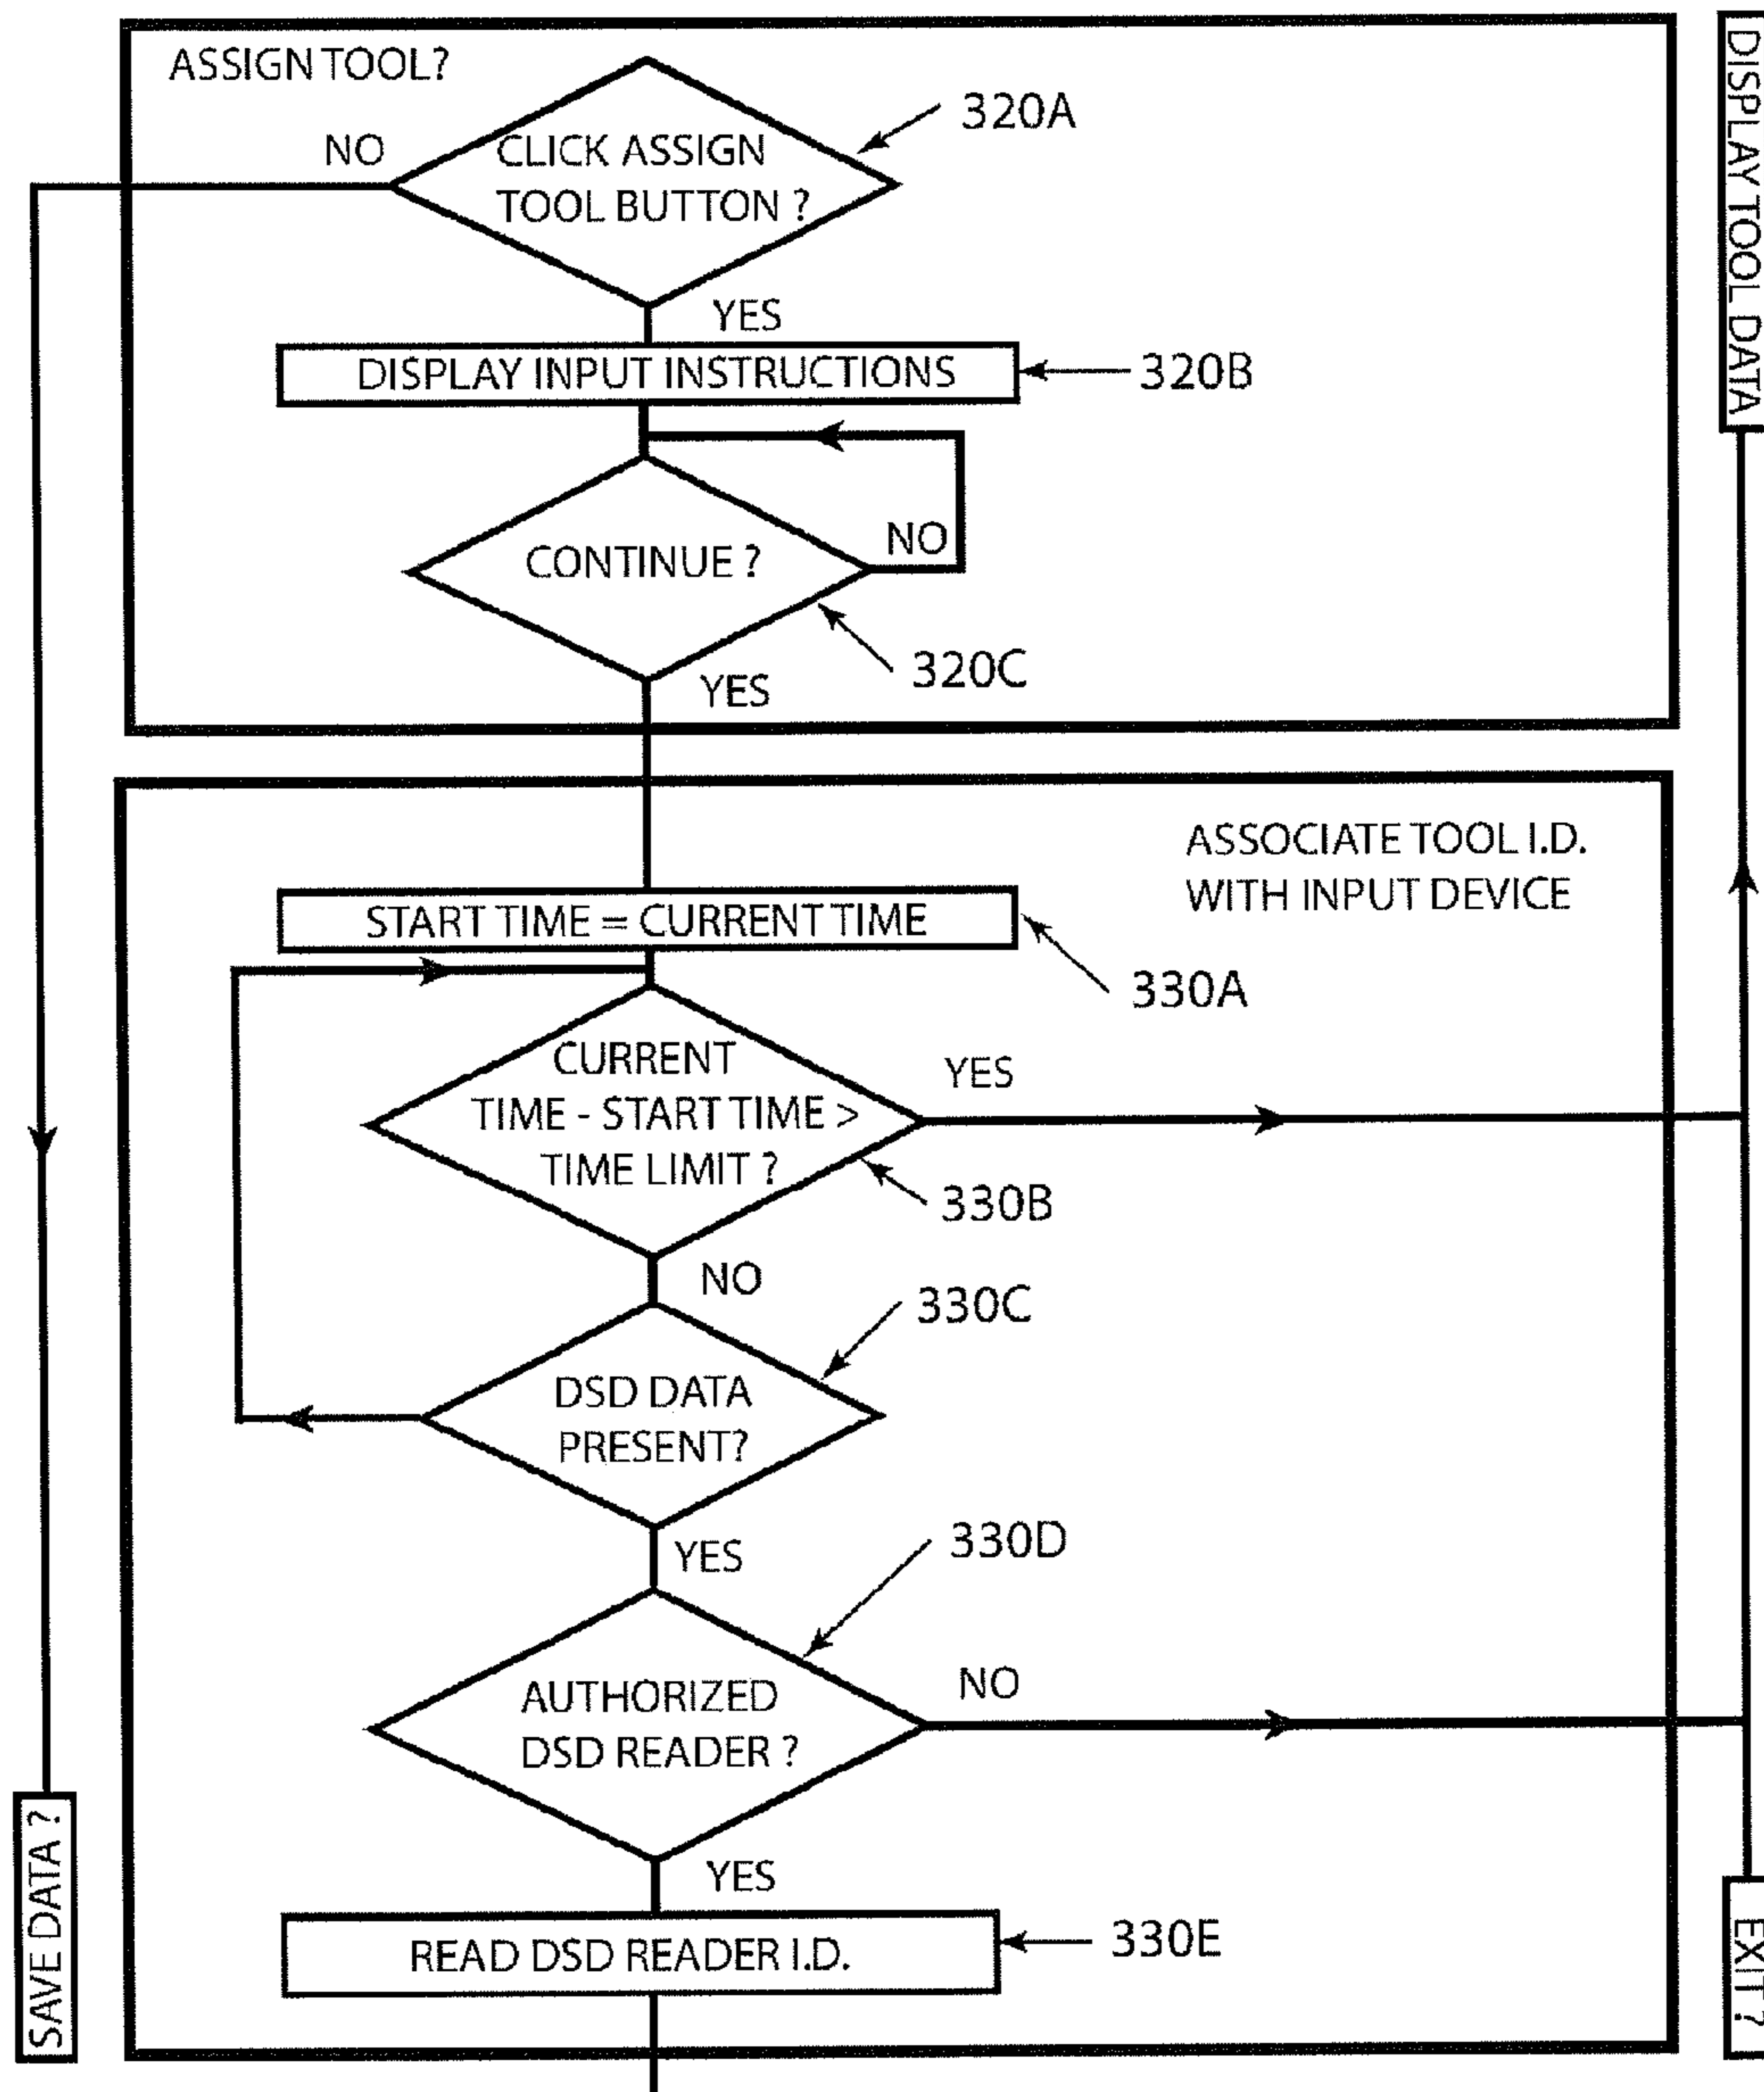 ASSIGN TOOL?
320A
NO
CLICK ASSIGN
TOOL BUTTON ?
YES
DISPLAY INPUT INSTRUCTIONS
320B
NO
CONTINUE ?
320C
YES
DISPLAY TOOL DATA
ASSOCIATE TOOL I.D.
WITH INPUT DEVICE
START TIME = CURRENT TIME
330A
CURRENT
TIME - START TIME >
TIME LIMIT ?
YES
330B
NO
330C
DSD DATA
PRESENT?
YES
330D
AUTHORIZED
DSD READER ?
NO
YES
READ DSD READER I.D.
330E
SAVE DATA ?
EXIT ?